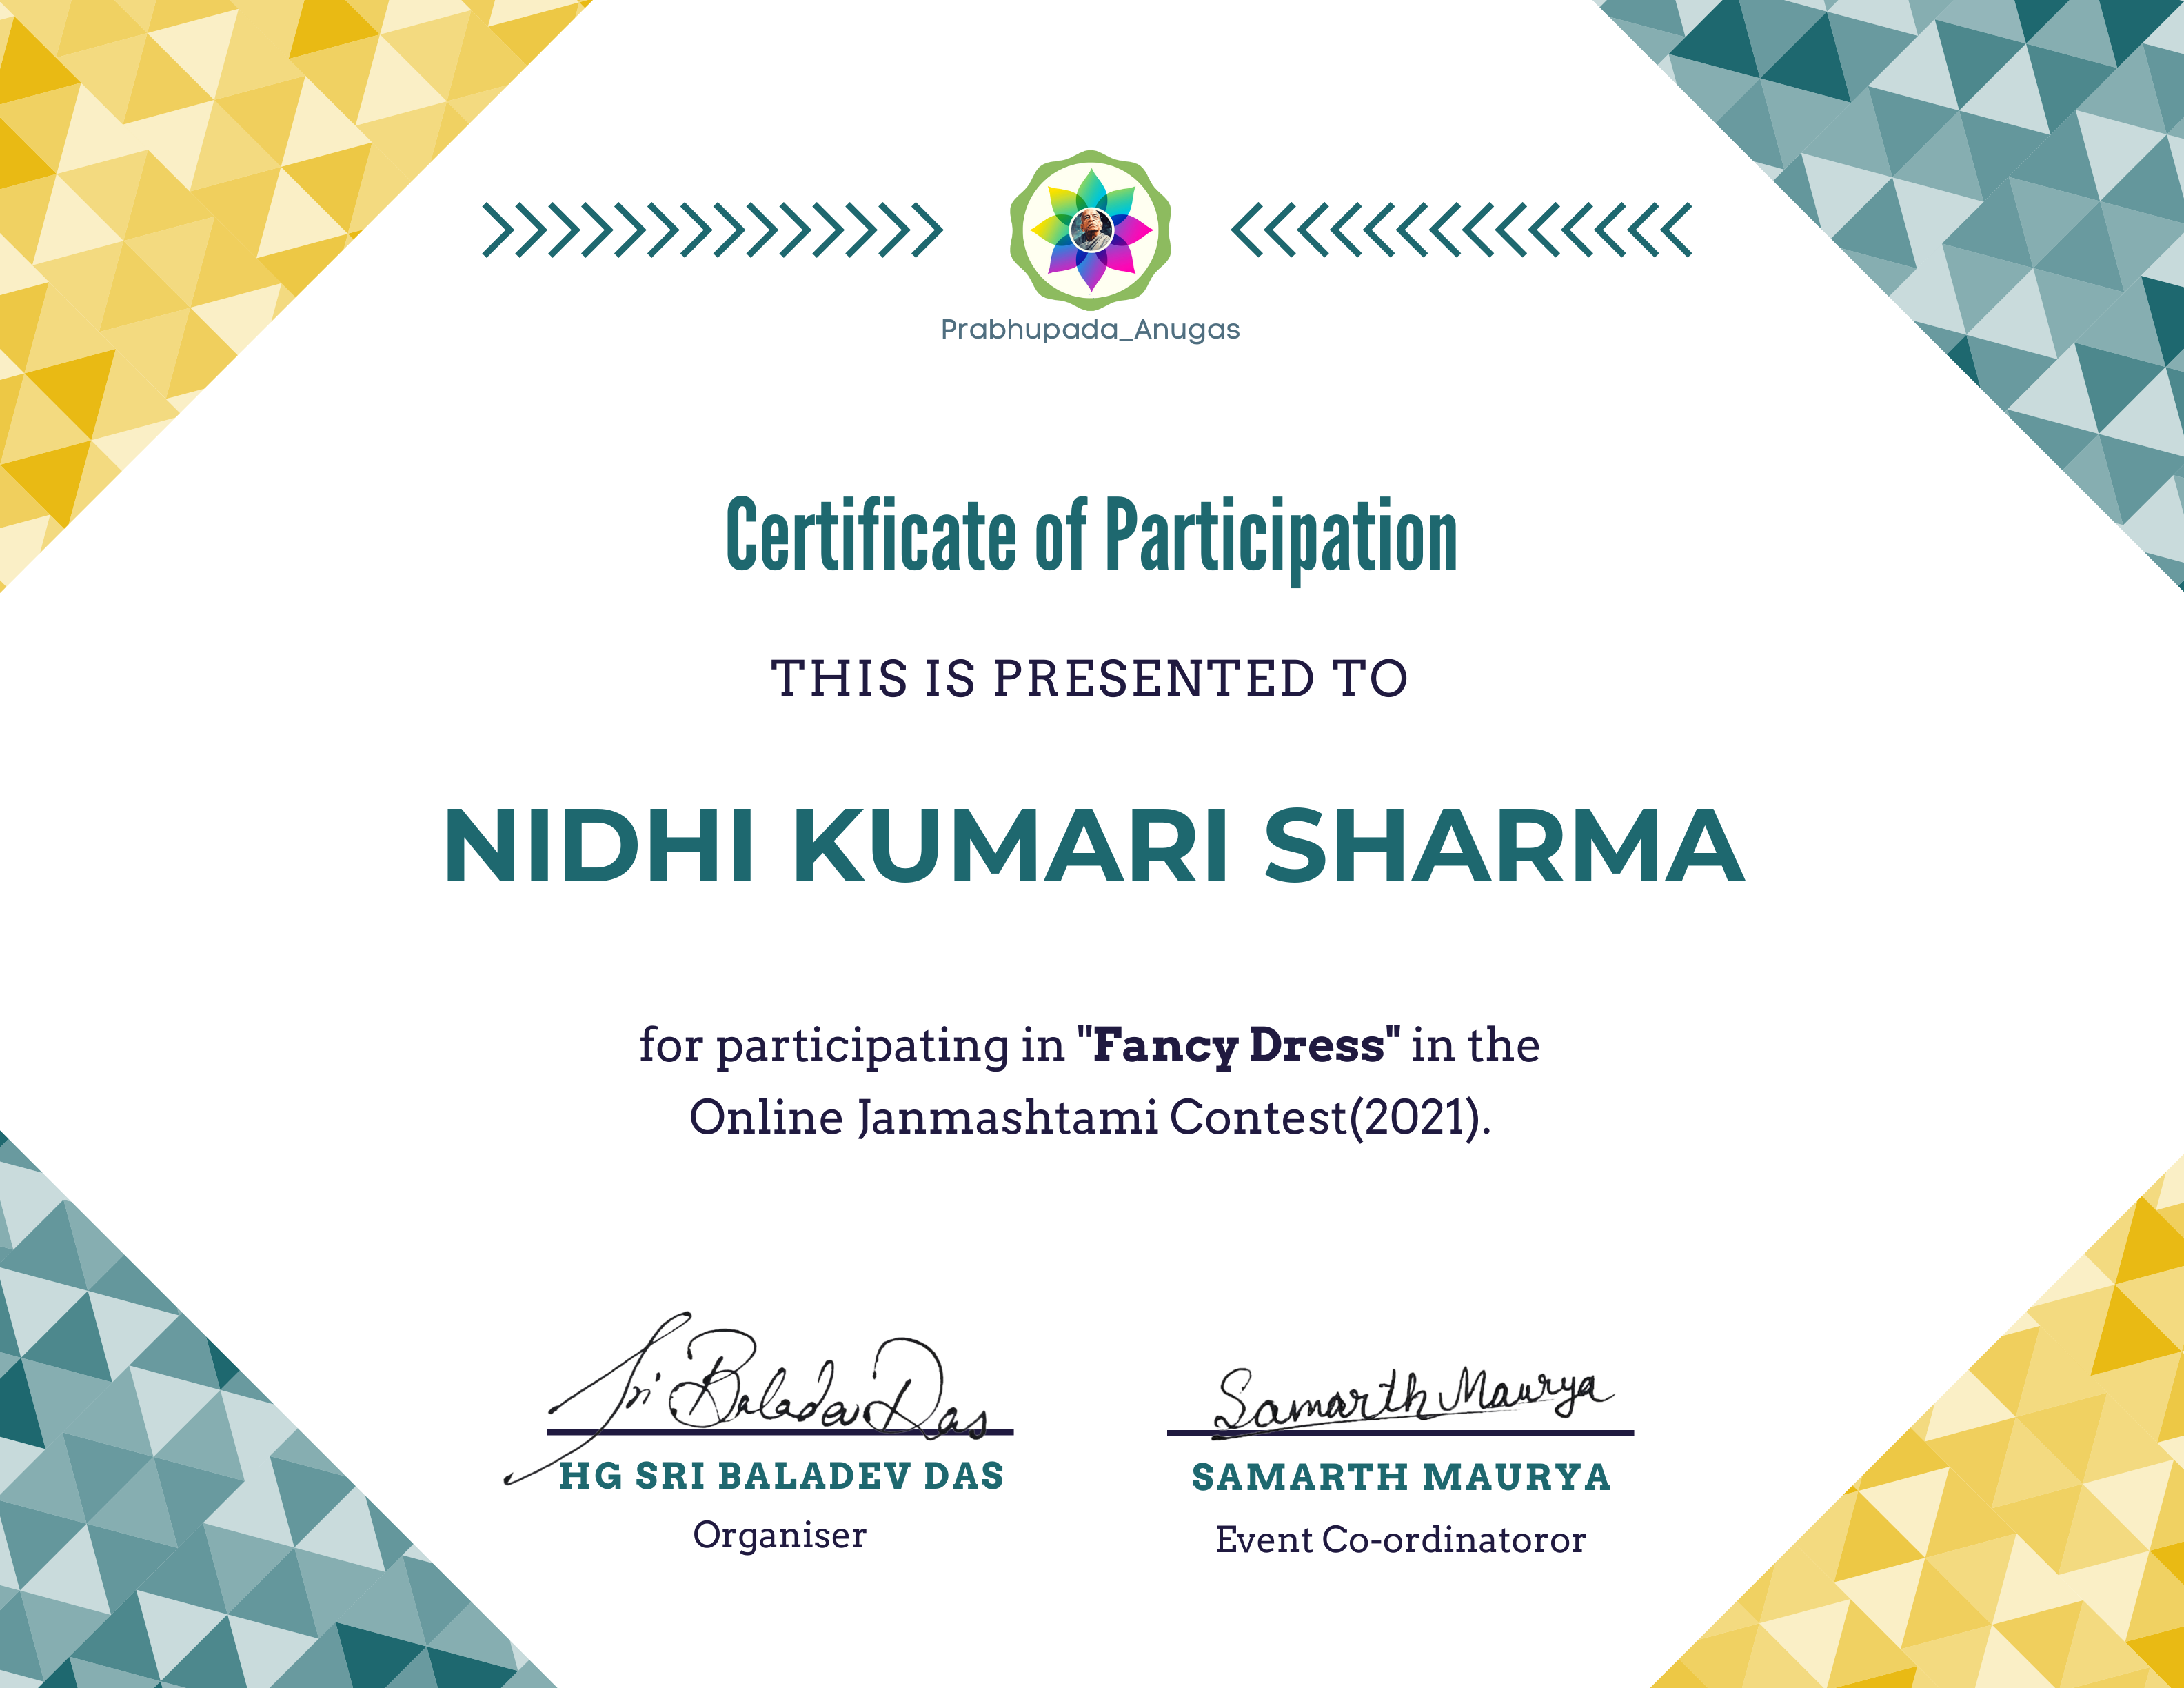 Prabhupada_Anugas
Certificate of Participation
THIS IS PRESENTED TO
NIDHI KUMARI SHARMA
for participating in "Fancy Dress" in the
Online Janmashtami Contest(2021).
Sri Baladev Das
Samarth Maurya
HG SRI BALADEV DAS
SAMARTH MAURYA
Organiser
Event Co-ordinatoror